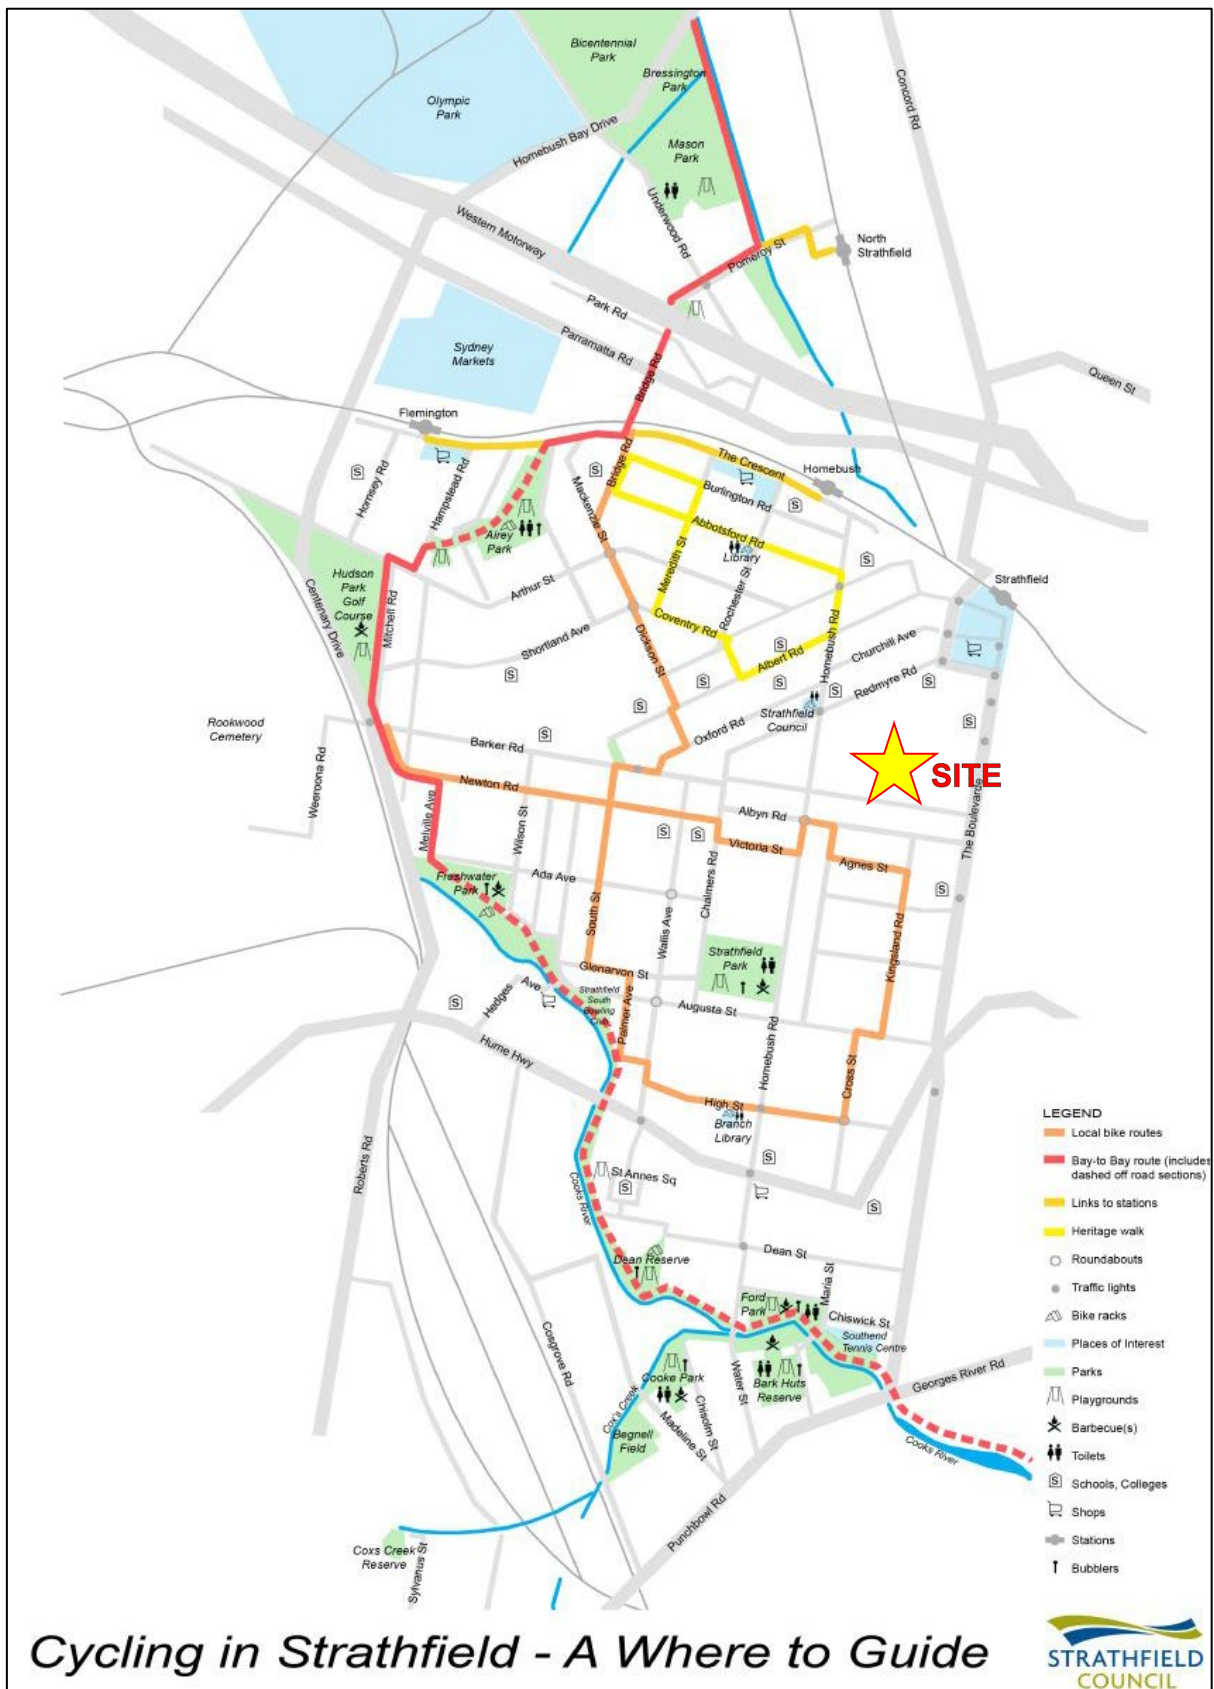 Bicentennial
Park
Bressington
Park
Olympic
Park
Concord Rd
Homebush Bay Drive
Mason
Park
Underwood Rd
Western Motorway
North
Strathfield
Pomeroy St
Park Rd
Parramatta Rd
Sydney
Markets
Bridge Rd
Queen St
Flemington
The Crescent
Homebush
Bridge Rd
Hornsey Rd
Hampstead Rd
Mackenzie St
Burlington Rd
Abbotsford Rd
Airey
Park
Library
Meredith St
Rochester St
Hudson
Park
Golf
Course
Centenary Drive
Mitchell Rd
Arthur St
Strathfield
Coventry Rd
Shortland Ave
Dickson St
Albert Rd
Homebush Rd
Churchill Ave
Redmyre Rd
Rookwood
Cemetery
Strathfield
Council
Oxford Rd
Barker Rd
Weeroona Rd
SITE
Newton Rd
Albyn Rd
The Boulevarde
Melville Ave
Wilson St
Victoria St
Agnes St
Freshwater
Park
Ada Ave
South St
Wallis Ave
Chalmers Rd
Kingsland Rd
Strathfield
Park
Glenarvon St
Hedges Ave
Strathfield
South
Bowling
Club
Palmer Ave
Augusta St
Hume Hwy
Homebush Rd
Cross St
High St
Branch
Library
Roberts Rd
St Annes Sq
Cooks River
Dean St
Dean Reserve
Maria St
Ford
Park
Chiswick St
Southend
Tennis Centre
Georges River Rd
Cosgrove Rd
Cooke Park
Water St
Bark Huts
Reserve
Cox's Creek
Chisolm St
Madeline St
Begnell
Field
Cooks River
Punchbowl Rd
Coxs Creek
Reserve
Sylvanus St
LEGEND
Local bike routes
Bay-to Bay route (includes
dashed off road sections)
Links to stations
Heritage walk
Roundabouts
Traffic lights
Bike racks
Places of Interest
Parks
Playgrounds
Barbecue(s)
Toilets
S Schools, Colleges
Shops
Stations
Bubblers
Cycling in Strathfield - A Where to Guide
STRATHFIELD
COUNCIL